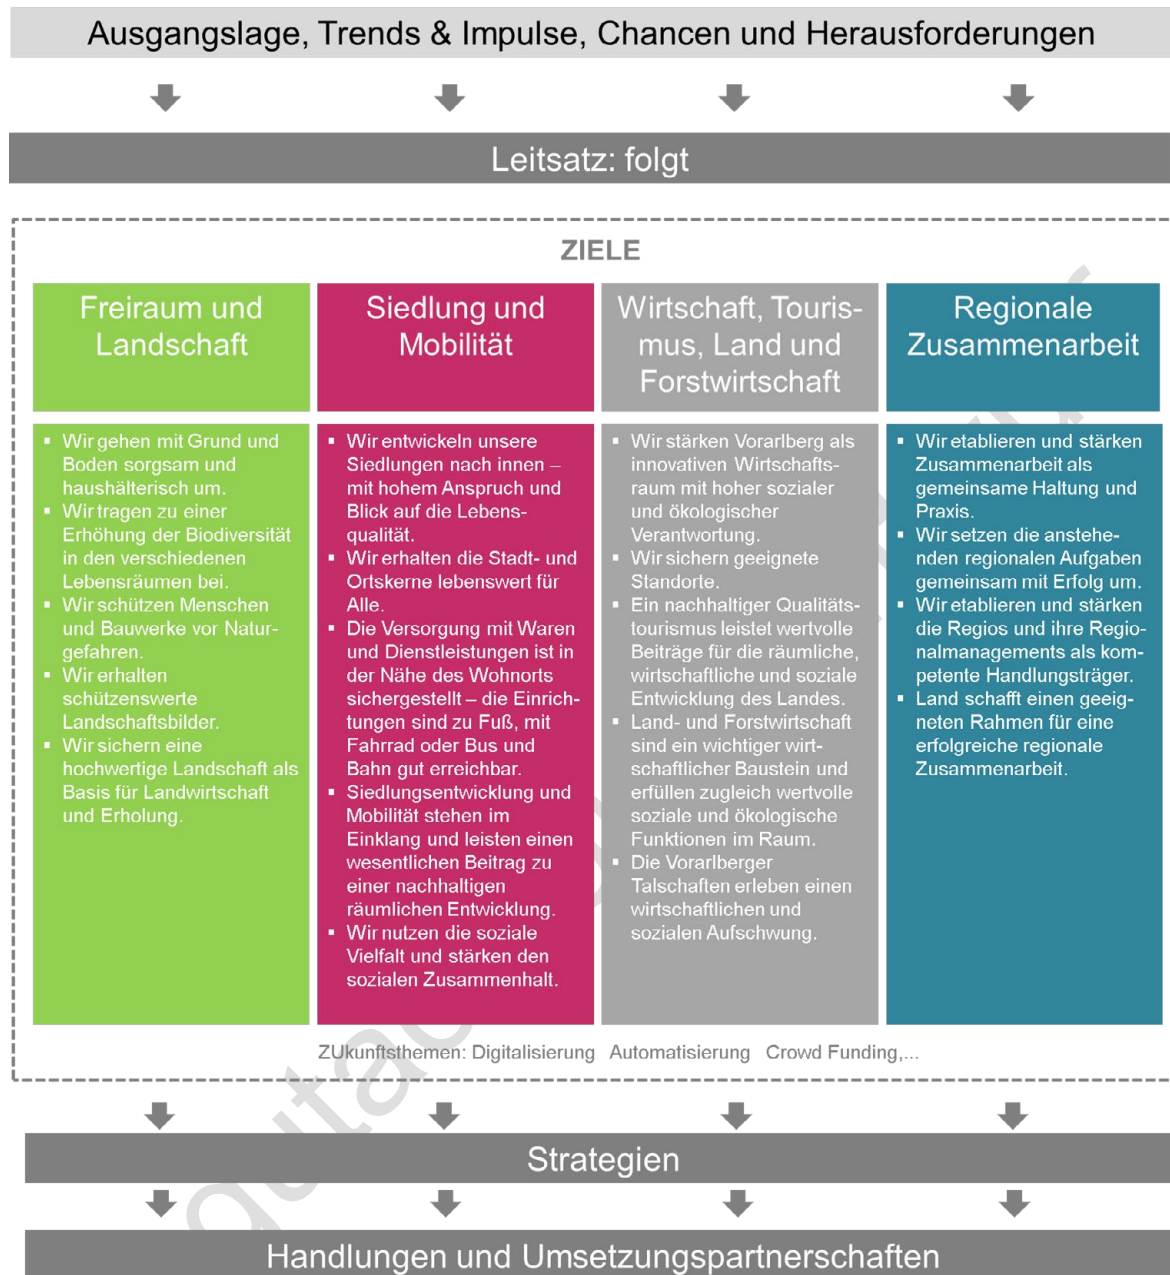 Ausgangslage, Trends & Impulse, Chancen und Herausforderungen
Leitsatz: folgt
ZIELE
Freiraum und
Landschaft
▪ Wir gehen mit Grund und
Boden sorgsam und
haushälterisch um.
▪ Wir tragen zu einer
Erhöhung der Biodiversität
in den verschiedenen
Lebensräumen bei.
▪ Wir schützen Menschen
und Bauwerke vor Natur-
gefahren.
▪ Wir erhalten
schützenswerte
Landschaftsbilder.
▪ Wir sichern eine
hochwertige Landschaft als
Basis für Landwirtschaft
und Erholung.
Siedlung und
Mobilität
▪ Wir entwickeln unsere
Siedlungen nach innen –
mit hohem Anspruch und
Blick auf die Lebens-
qualität.
▪ Wir erhalten die Stadt- und
Ortskerne lebenswert für
Alle.
▪ Die Versorgung mit Waren
und Dienstleistungen ist in
der Nähe des Wohnorts
sichergestellt – die Einrich-
tungen sind zu Fuß, mit
Fahrrad oder Bus und
Bahn gut erreichbar.
▪ Siedlungsentwicklung und
Mobilität stehen im
Einklang und leisten einen
wesentlichen Beitrag zu
einer nachhaltigen
räumlichen Entwicklung.
▪ Wir nutzen die soziale
Vielfalt und stärken den
sozialen Zusammenhalt.
Wirtschaft, Touris-
mus, Land und
Forstwirtschaft
▪ Wir stärken Vorarlberg als
innovativen Wirtschafts-
raum mit hoher sozialer
und ökologischer
Verantwortung.
▪ Wir sichern geeignete
Standorte.
▪ Ein nachhaltiger Qualitäts-
tourismus leistet wertvolle
Beiträge für die räumliche,
wirtschaftliche und soziale
Entwicklung des Landes.
▪ Land- und Forstwirtschaft
sind ein wichtiger wirt-
schaftlicher Baustein und
erfüllen zugleich wertvolle
soziale und ökologische
Funktionen im Raum.
▪ Die Vorarlberger
Talschaften erleben einen
wirtschaftlichen und
sozialen Aufschwung.
Regionale
Zusammenarbeit
▪ Wir etablieren und stärken
Zusammenarbeit als
gemeinsame Haltung und
Praxis.
▪ Wir setzen die anstehe-
nden regionalen Aufgaben
gemeinsam mit Erfolg um.
▪ Wir etablieren und stärken
die Regios und ihre Regio-
nalmanagements als kom-
petente Handlungsträger.
▪ Land schafft einen geeig-
neten Rahmen für eine
erfolgreiche regionale
Zusammenarbeit.
ZUkunftsthemen: Digitalisierung Automatisierung Crowd Funding,...
Strategien
Handlungen und Umsetzungspartnerschaften